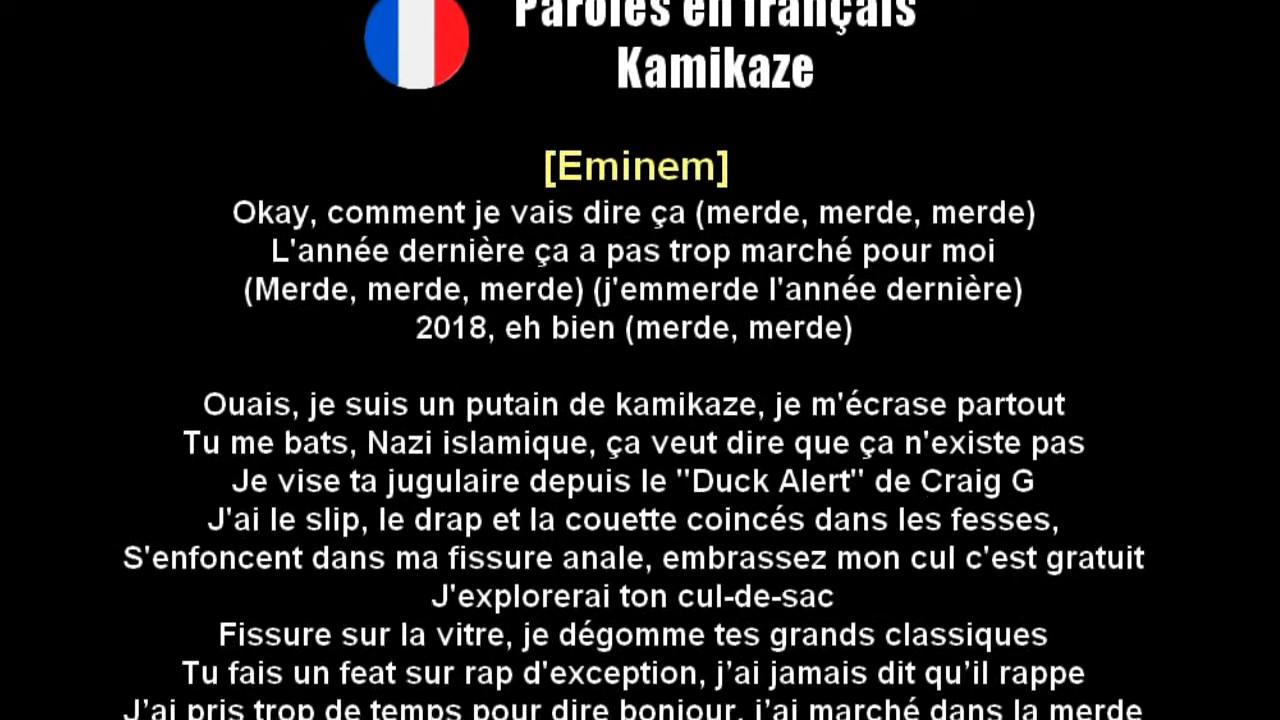 Paroles en français
Kamikaze
[Eminem]
Okay, comment je vais dire ça (merde, merde, merde)
L'année dernière ça a pas trop marché pour moi
(Merde, merde, merde) (j'emmerde l'année dernière)
2018, eh bien (merde, merde)
Ouais, je suis un putain de kamikaze, je m'écrase partout
Tu me bats, Nazi islamique, ça veut dire que ça n'existe pas
Je vise ta jugulaire depuis le "Duck Alert" de Craig G
J'ai le slip, le drap et la couette coincés dans les fesses,
S'enfoncent dans ma fissure anale, embrassez mon cul c'est gratuit
J'explorerai ton cul-de-sac
Fissure sur la vitre, je dégomme tes grands classiques
Tu fais un feat sur rap d'exception, j’ai jamais dit qu’il rappe
J’ai pris trop de temps pour dire bonjour, j’ai marché dans la merde